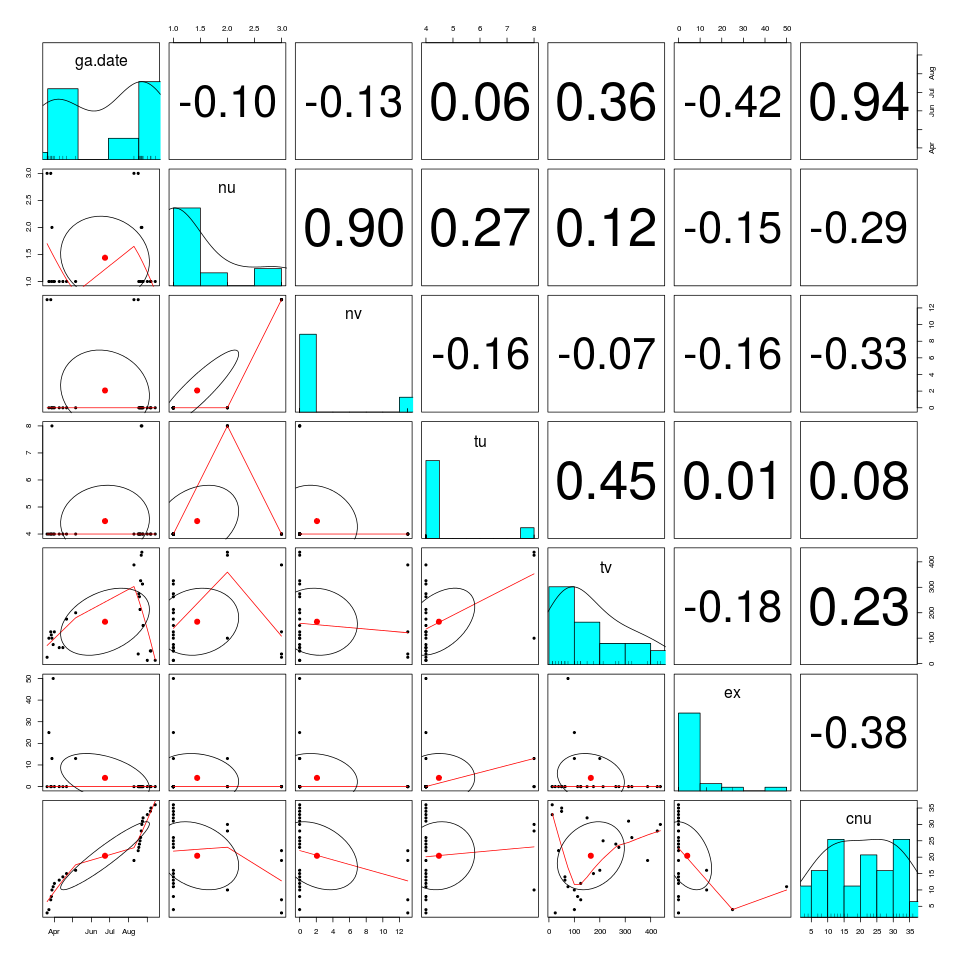 1.0 1.5 2.0 2.5 3.0 4 5 6 7 8 0 10 20 30 40 50
ga.date -0.10 -0.13 0.06 0.36 -0.42 0.94
Apr Jun Jul Aug
1.0 1.5 2.0 2.5 3.0
nu 0.90 0.27 0.12 -0.15 -0.29
nv -0.16 -0.07 -0.16 -0.33
0 2 4 6 8 10 12
4 5 6 7 8
tu 0.45 0.01 0.08
tv -0.18 0.23
0 100 200 300 400
0 10 20 30 40 50
ex -0.38
cnu
5 10 15 20 25 30 35
Apr Jun Jul Aug 0 2 4 6 8 10 12 0 100 200 300 400 5 10 15 20 25 30 35